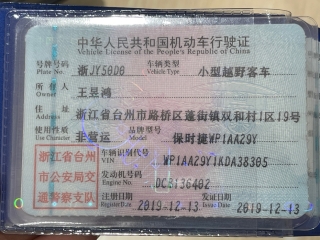 中华人民共和国机动车行驶证
Vehicle License of the People's Republic of China
号牌号码 浙JY50D8 车辆类型 小型越野客车
Plate No. Vehicle Type
所有人 王昱鸿
Owner
住址 浙江省台州市路桥区蓬街镇双和村1区19号
Address
使用性质 非营运 品牌型号 保时捷WP1AA29Y
Use Character Model
浙江省台州市公安局交通警察支队
车辆识别代号 WP1AA29Y1KDA38305
VIN
发动机号码 DCB136402
Engine No.
注册日期 2019-12-13 发证日期 2019-12-13
Register Date Issue Date